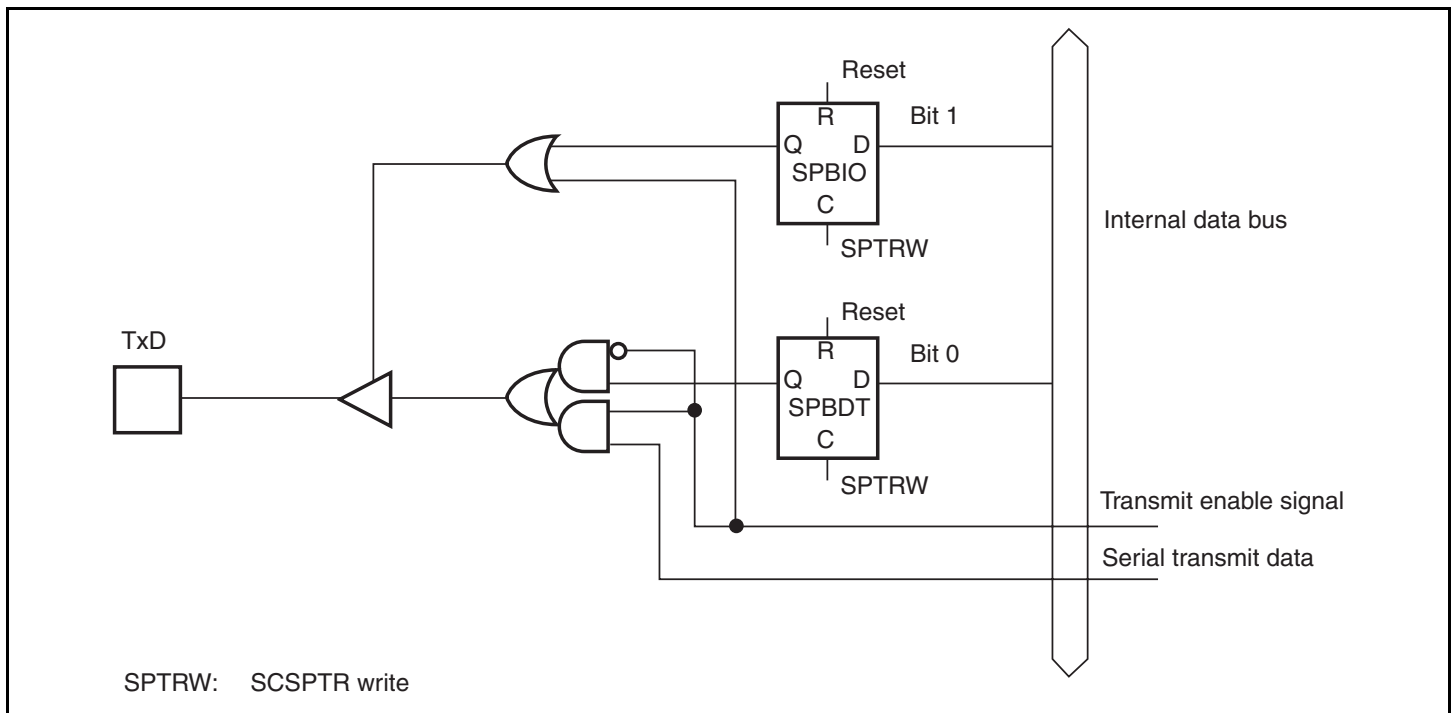 Reset
R
Bit 1
Q D
SPBIO
C
SPTRW
Internal data bus
Reset
R
Bit 0
Q D
SPBDT
C
SPTRW
TxD
Transmit enable signal
Serial transmit data
SPTRW: SCSPTR write